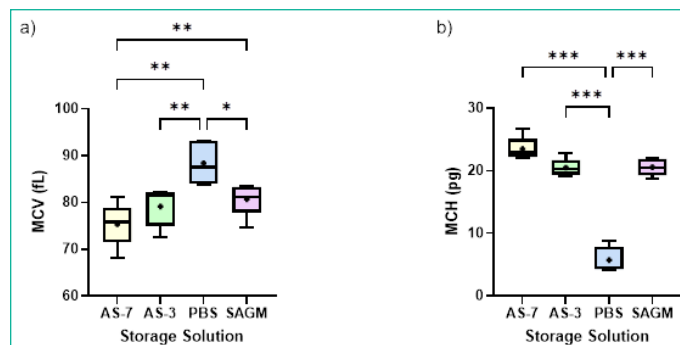 a)
**
**
** *
MCV (fL)
100
90
80
70
60
AS-7 AS-3 PBS SAGM
Storage Solution
b)
*** ***
***
MCH (pg)
30
20
10
0
AS-7 AS-3 PBS SAGM
Storage Solution